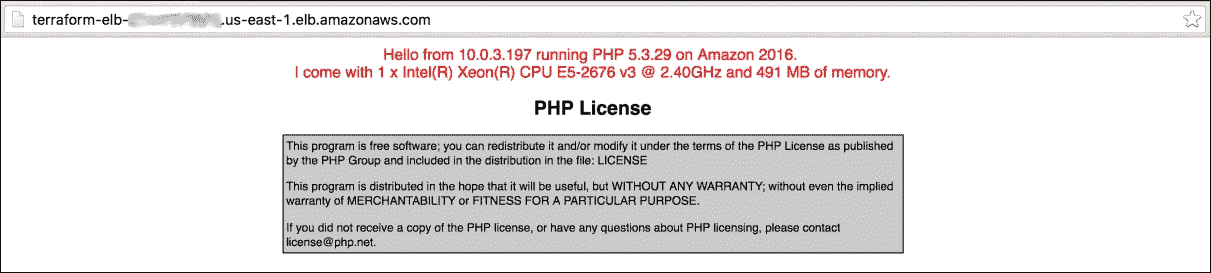 terraform-elb- .us-east-1.elb.amazonaws.com
Hello from 10.0.3.197 running PHP 5.3.29 on Amazon 2016.
I come with 1 x Intel(R) Xeon(R) CPU E5-2676 v3 @ 2.40GHz and 491 MB of memory.
PHP License
This program is free software; you can redistribute it and/or modify it under the terms of the PHP License as published
by the PHP Group and included in the distribution in the file: LICENSE
This program is distributed in the hope that it will be useful, but WITHOUT ANY WARRANTY; without even the implied
warranty of MERCHANTABILITY or FITNESS FOR A PARTICULAR PURPOSE.
If you did not receive a copy of the PHP license, or have any questions about PHP licensing, please contact
license@php.net.